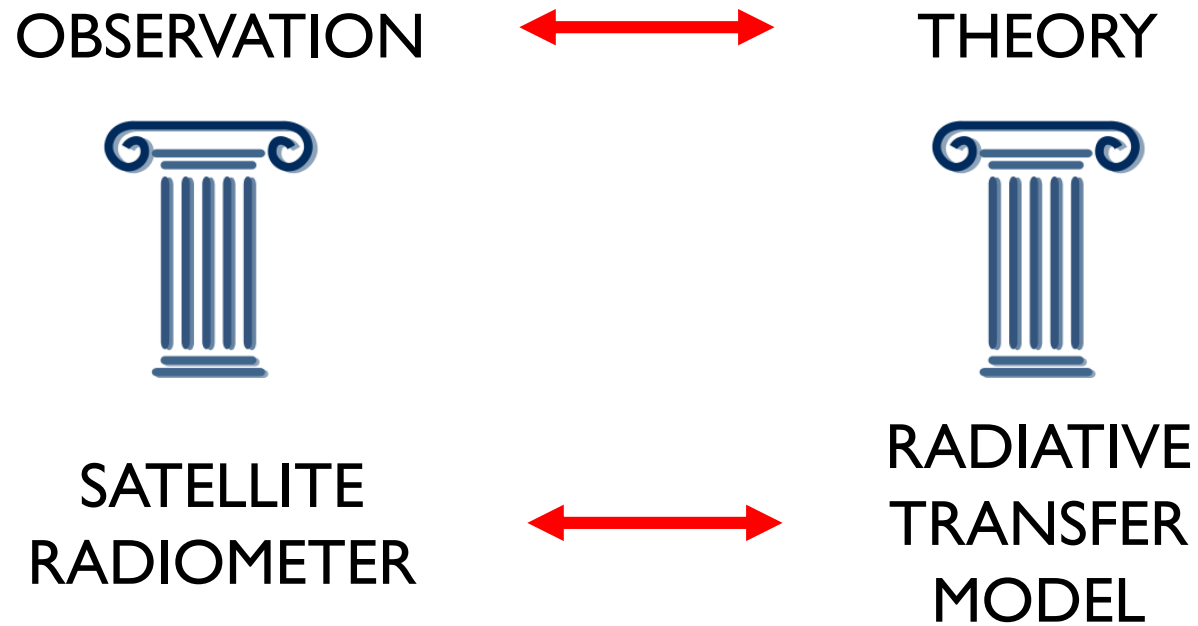 OBSERVATION
THEORY
SATELLITE
RADIOMETER
RADIATIVE
TRANSFER
MODEL